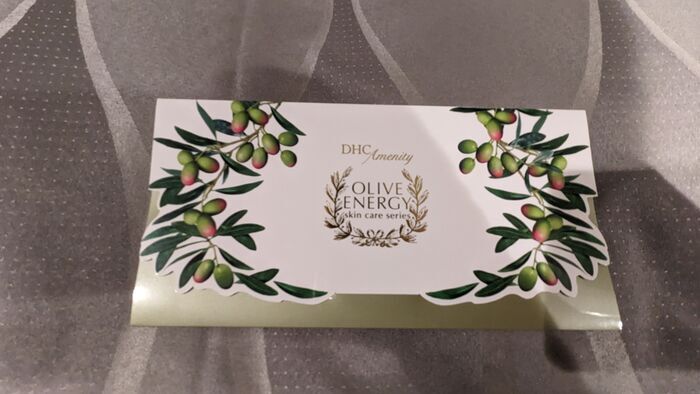 DHC Amenity
OLIVE
ENERGY
skin care series